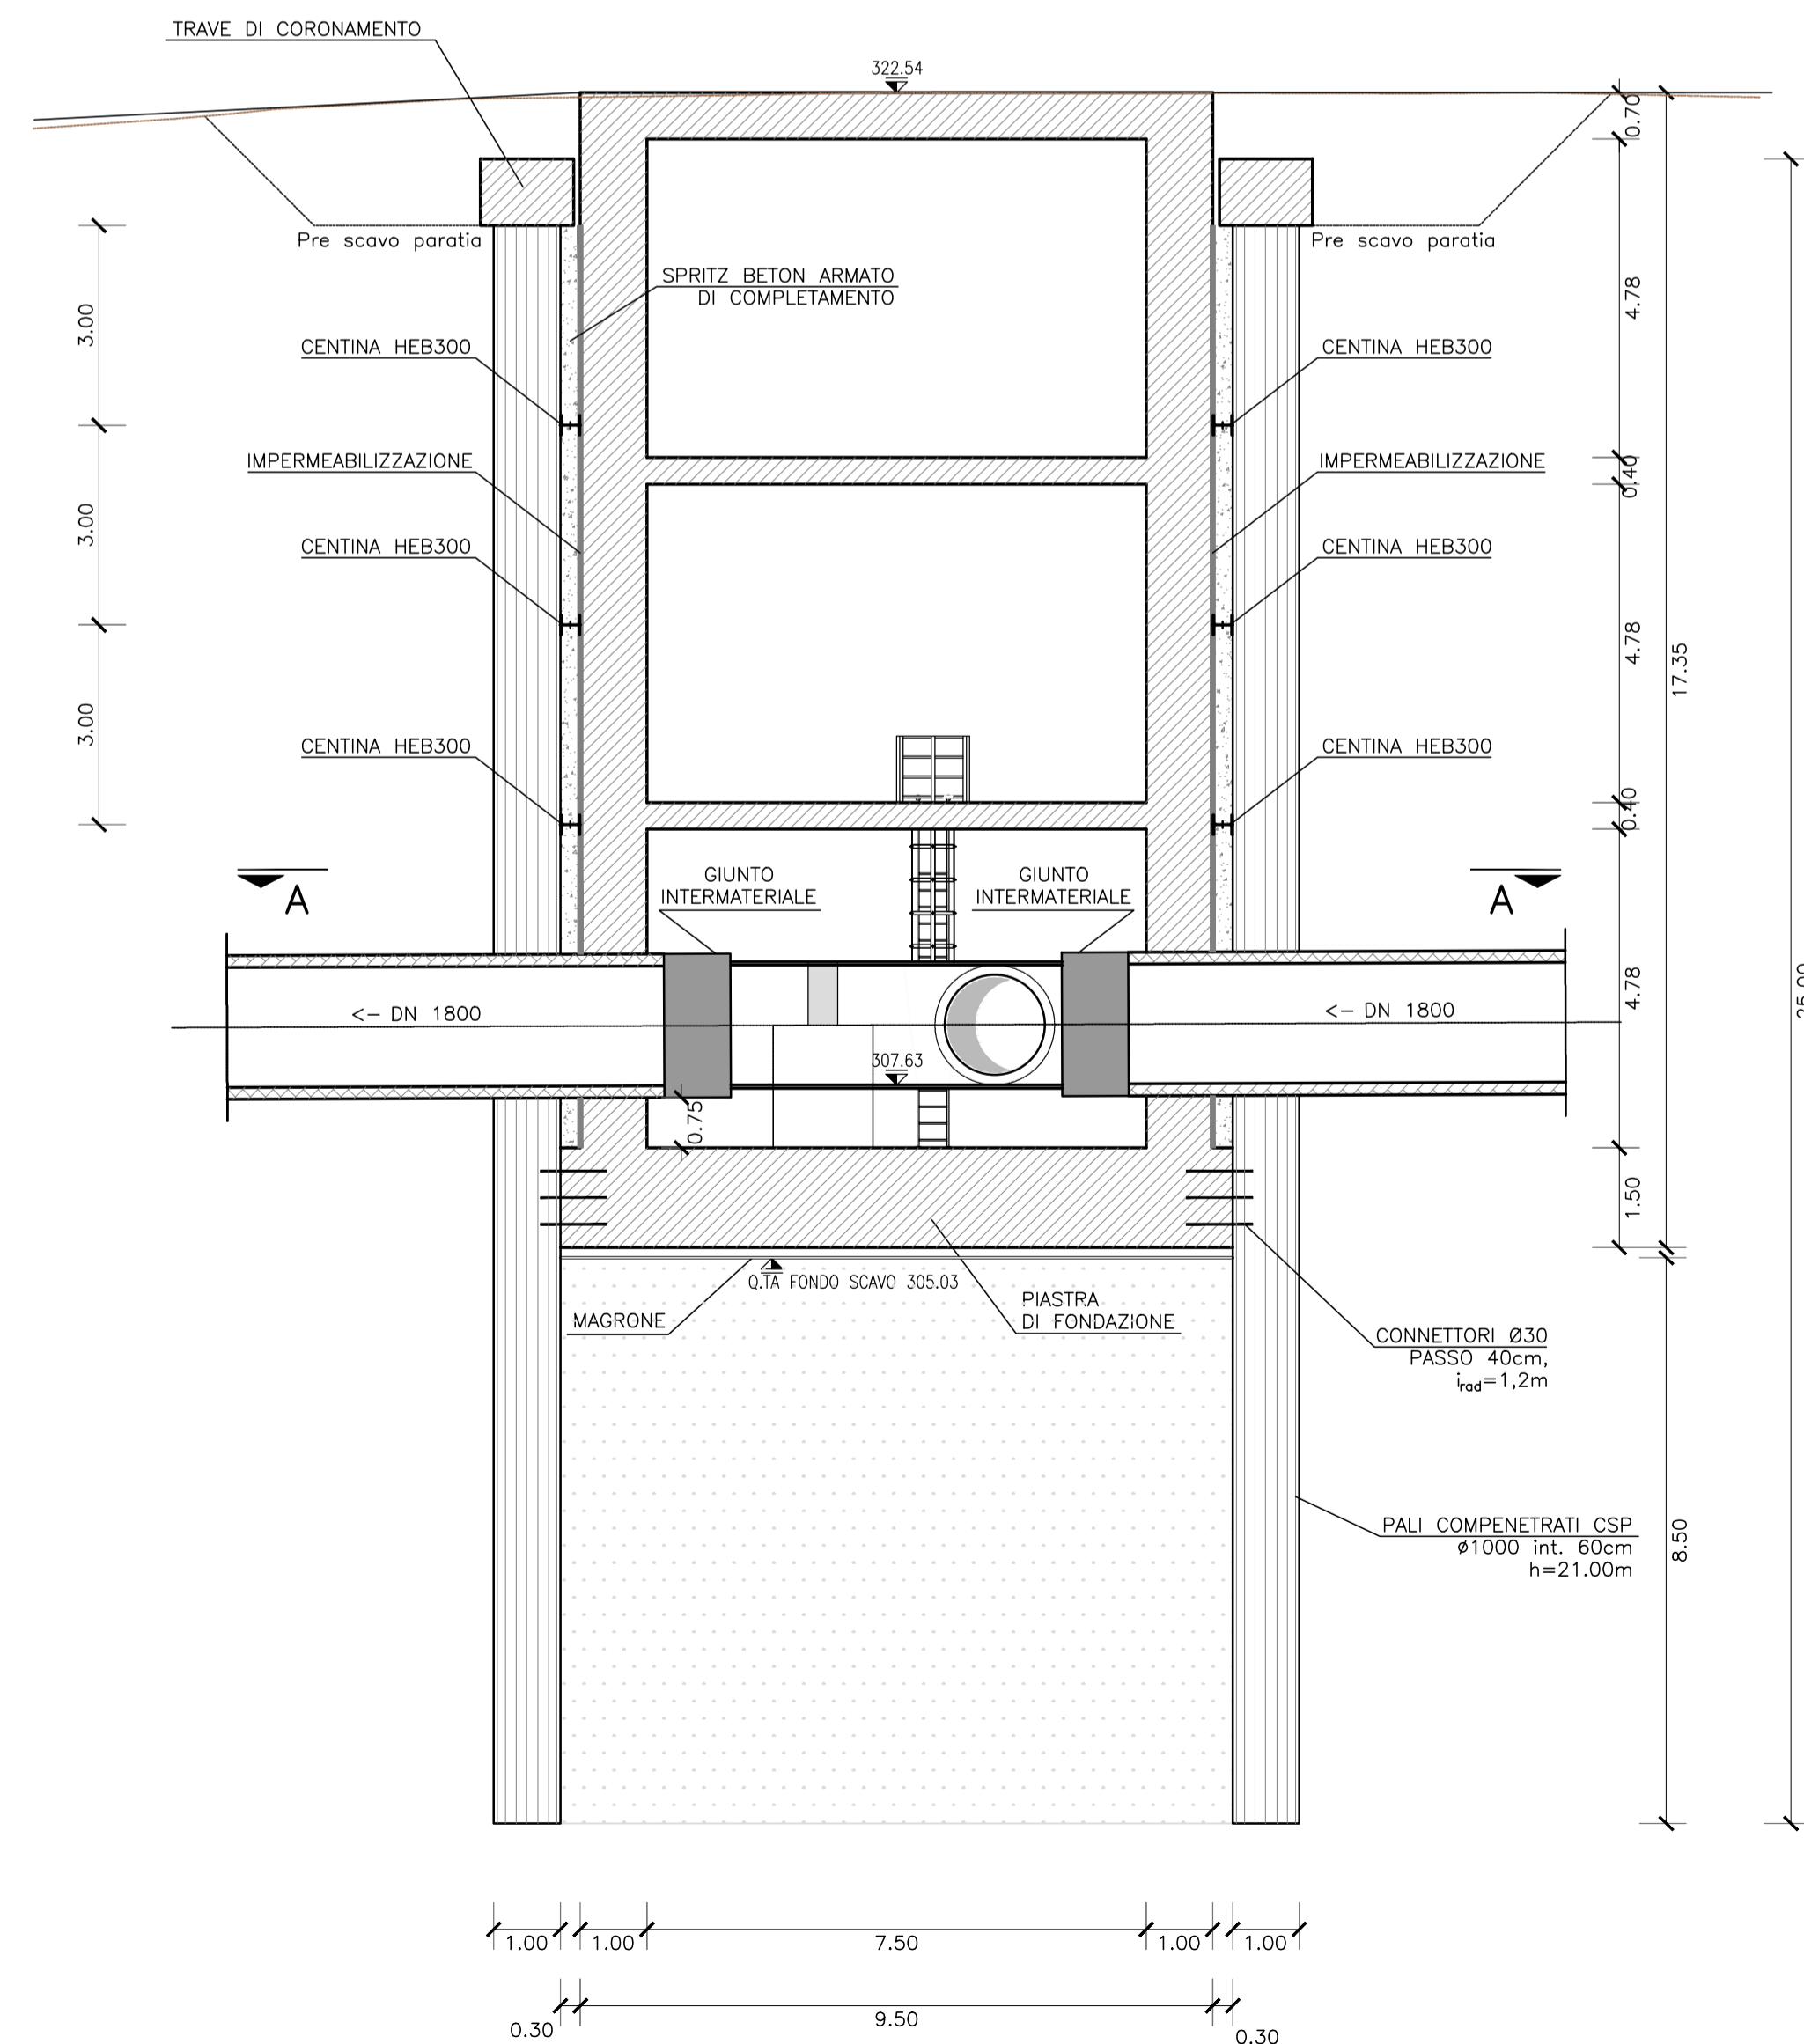 TRAVE DI CORONAMENTO
322.54
0.70
Pre scavo paratia
Pre scavo paratia
SPRITZ BETON ARMATO
DI COMPLETAMENTO
3.00
4.78
CENTINA HEB300
CENTINA HEB300
IMPERMEABILIZZAZIONE
IMPERMEABILIZZAZIONE
0.40
3.00
CENTINA HEB300
CENTINA HEB300
4.78
17.35
3.00
CENTINA HEB300
CENTINA HEB300
0.40
A
GIUNTO
INTERMATERIALE
GIUNTO
INTERMATERIALE
A
4.78
<- DN 1800
<- DN 1800
307.63
0.75
1.50
Q.TA FONDO SCAVO 305.03
MAGRONE
PIASTRA
DI FONDAZIONE
CONNETTORI Ø30
PASSO 40cm,
irad=1,2m
PALI COMPENETRATI CSP
ø1000 int. 60cm
h=21.00m
8.50
1.00
1.00
7.50
1.00
1.00
0.30
9.50
0.30